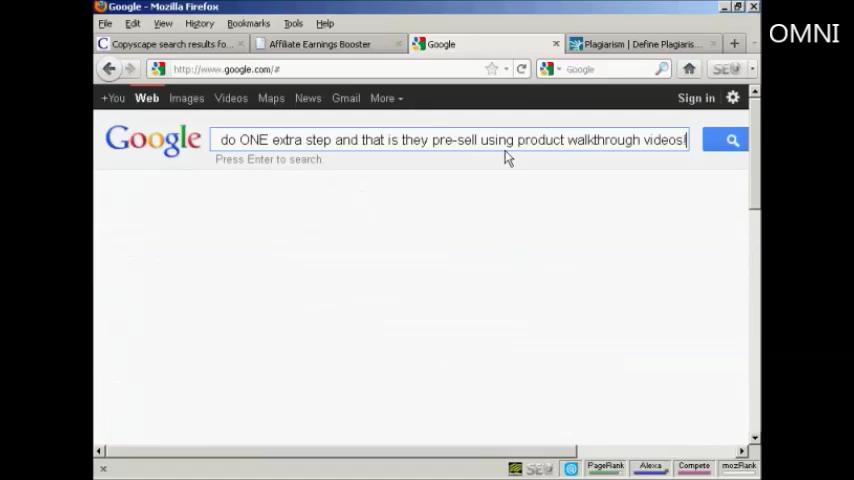 Google - Mozilla Firefox
OMNI
File Edit View History Bookmarks Tools Help
Copyscape search results fo...
Affiliate Earnings Booster
Google
Plagiarism | Define Plagiaris...
http://www.google.com/#
Google
+You Web Images Videos Maps News Gmail More Sign in
Google
do ONE extra step and that is they pre-sell using product walkthrough videos!
Press Enter to search.
PageRank Alexa Compete mozRank